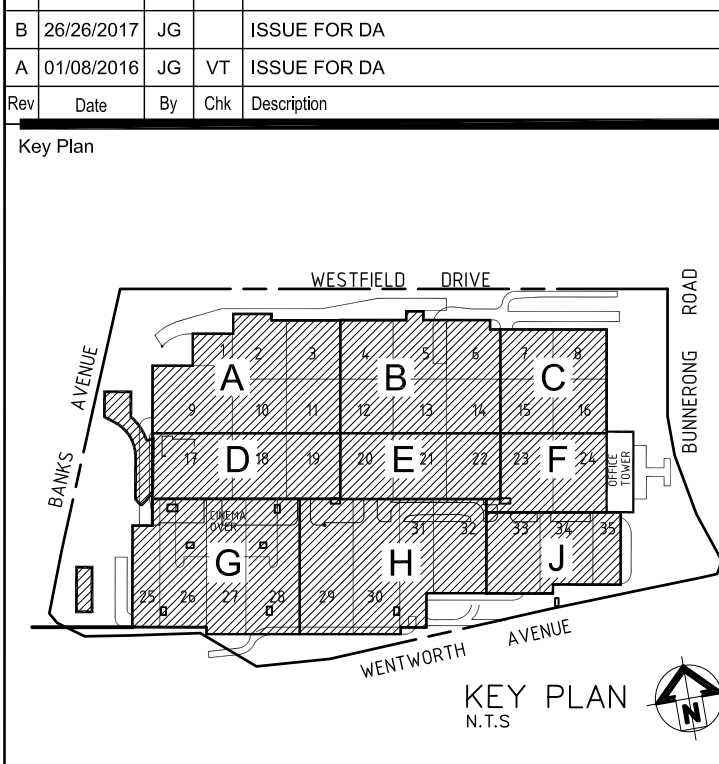 B 26/26/2017 JG ISSUE FOR DA
A 01/08/2016 JG VT ISSUE FOR DA
Rev Date By Chk Description
Key Plan
WESTFIELD DRIVE
BUNNERONG ROAD
BANKS AVENUE
1 2 3 4 5 6 7 8
A B C
9 10 11 12 13 14 15 16
17 D 18 19 20 E 21 22 23 F 24
OFFICE
TOWER
CINEMA
OVER
31 32 33 34 35
G H J
25 26 27 28 29 30
WENTWORTH AVENUE
KEY PLAN
N.T.S
N